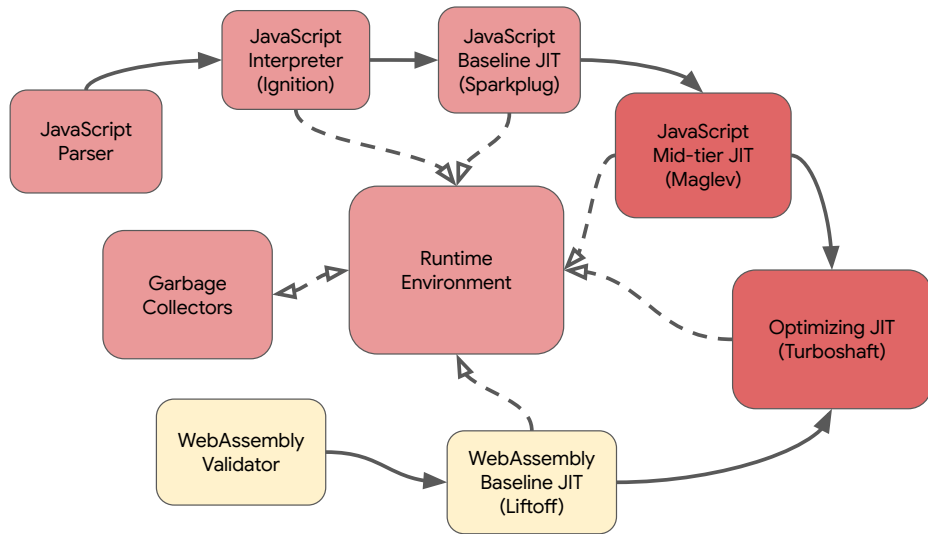 JavaScript
Parser
JavaScript
Interpreter
(Ignition)
JavaScript
Baseline JIT
(Sparkplug)
JavaScript
Mid-tier JIT
(Maglev)
Garbage
Collectors
Runtime
Environment
Optimizing JIT
(Turboshaft)
WebAssembly
Validator
WebAssembly
Baseline JIT
(Liftoff)